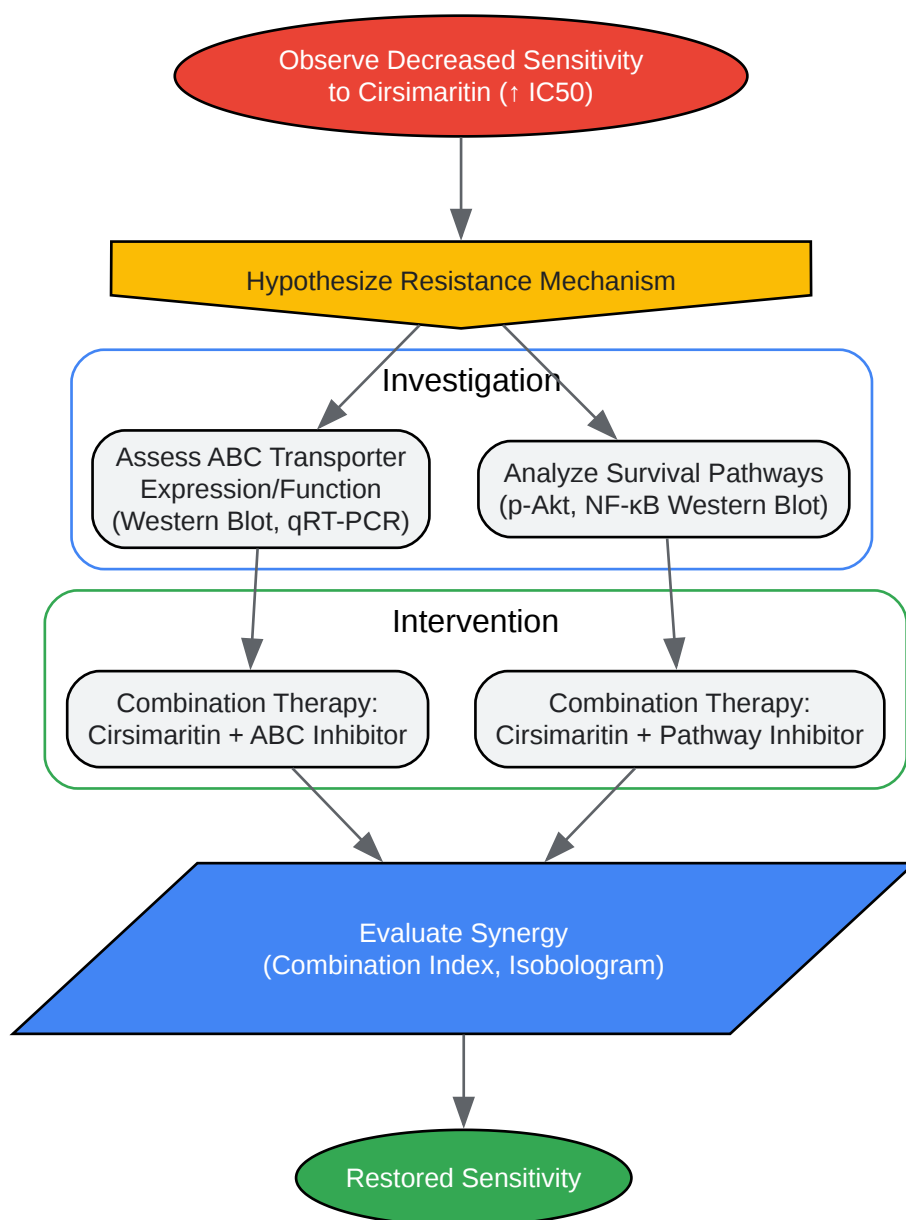 Observe Decreased Sensitivity
to Cirsimaritin (↑ IC50)
Hypothesize Resistance Mechanism
Investigation
Assess ABC Transporter
Expression/Function
(Western Blot, qRT-PCR)
Analyze Survival Pathways
(p-Akt, NF-κB Western Blot)
Intervention
Combination Therapy:
Cirsimaritin + ABC Inhibitor
Combination Therapy:
Cirsimaritin + Pathway Inhibitor
Evaluate Synergy
(Combination Index, Isobologram)
Restored Sensitivity